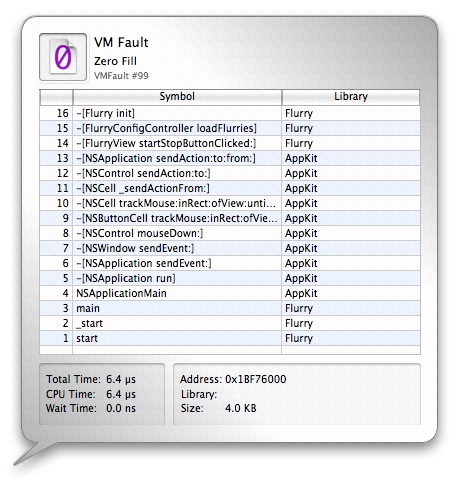 0
VM Fault
Zero Fill
VMFault #99
Symbol Library
16 -[Flurry init] Flurry
15 -[FlurryConfigController loadFlurries] Flurry
14 -[FlurryView startStopButtonClicked:] Flurry
13 -[NSApplication sendAction:to:from:] AppKit
12 -[NSControl sendAction:to:] AppKit
11 -[NSCell _sendActionFrom:] AppKit
10 -[NSCell trackMouse:inRect:ofView:unti... AppKit
9 -[NSButtonCell trackMouse:inRect:ofVie... AppKit
8 -[NSControl mouseDown:] AppKit
7 -[NSWindow sendEvent:] AppKit
6 -[NSApplication sendEvent:] AppKit
5 -[NSApplication run] AppKit
4 NSApplicationMain AppKit
3 main Flurry
2 _start Flurry
1 start Flurry
Total Time: 6.4 µs
CPU Time: 6.4 µs
Wait Time: 0.0 ns
Address: 0x1BF76000
Library:
Size: 4.0 KB